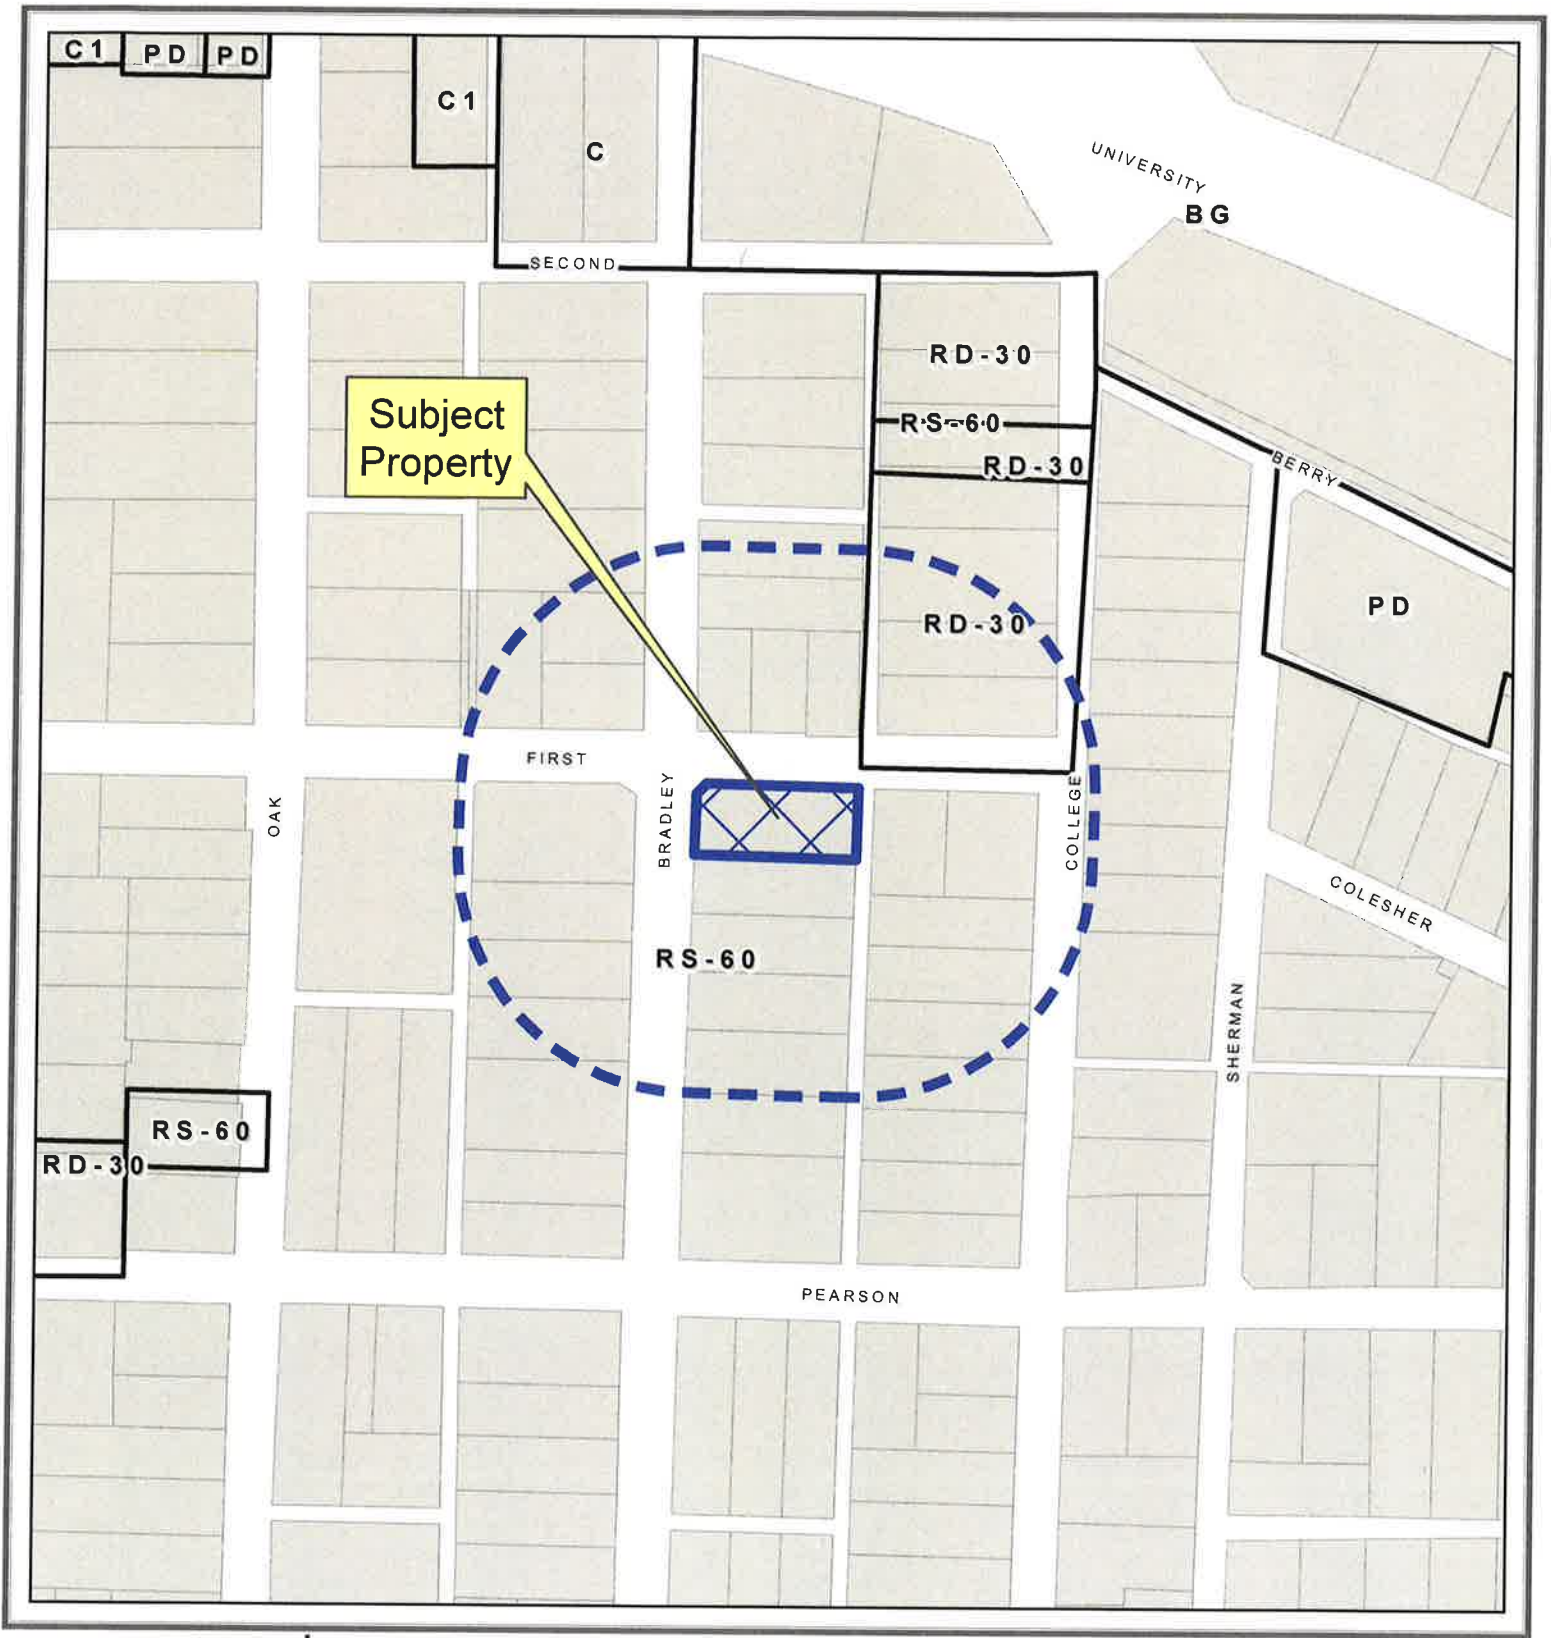 C1 PD PD
C1
C
UNIVERSITY
BG
SECOND
RD-30
RS-60
Subject
Property
RD-30
BERRY
PD
RD-30
FIRST
OAK
BRADLEY
COLLEGE
COLESHER
RS-60
SHERMAN
RS-60
RD-30
PEARSON